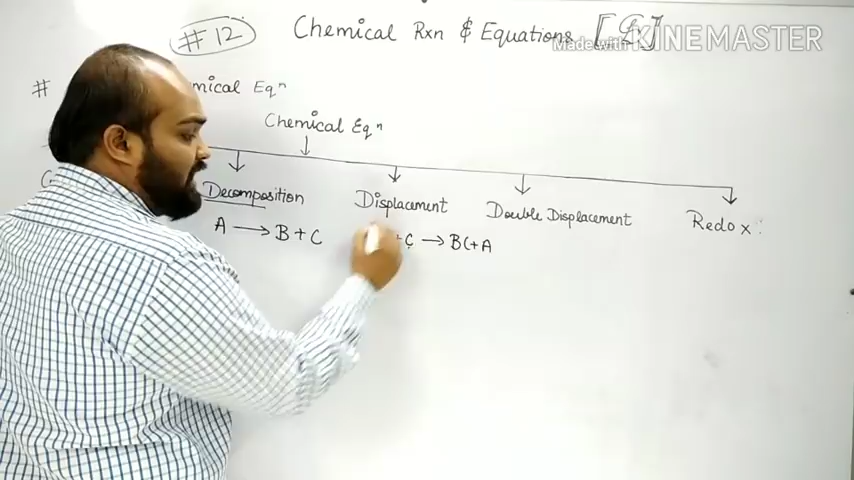 # 12 Chemical Rxn & Equations
Made with KINEMASTER
# mical Eqⁿ
Chemical Eqⁿ
Decomposition Displacement Double Displacement Redox
A → B + C + C → BC + A